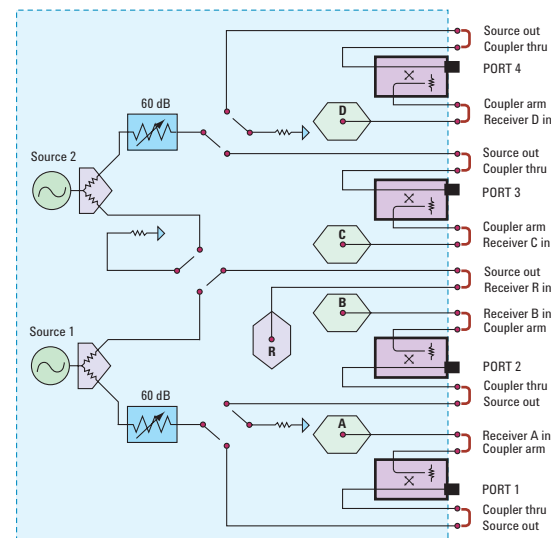 Source out
Coupler thru
PORT 4
60 dB
D
Coupler arm
Receiver D in
Source 2
Source out
Coupler thru
PORT 3
C
Coupler arm
Receiver C in
Source out
Receiver R in
B
Receiver B in
Coupler arm
Source 1
R
PORT 2
60 dB
Coupler thru
Source out
A
Receiver A in
Coupler arm
PORT 1
Coupler thru
Source out